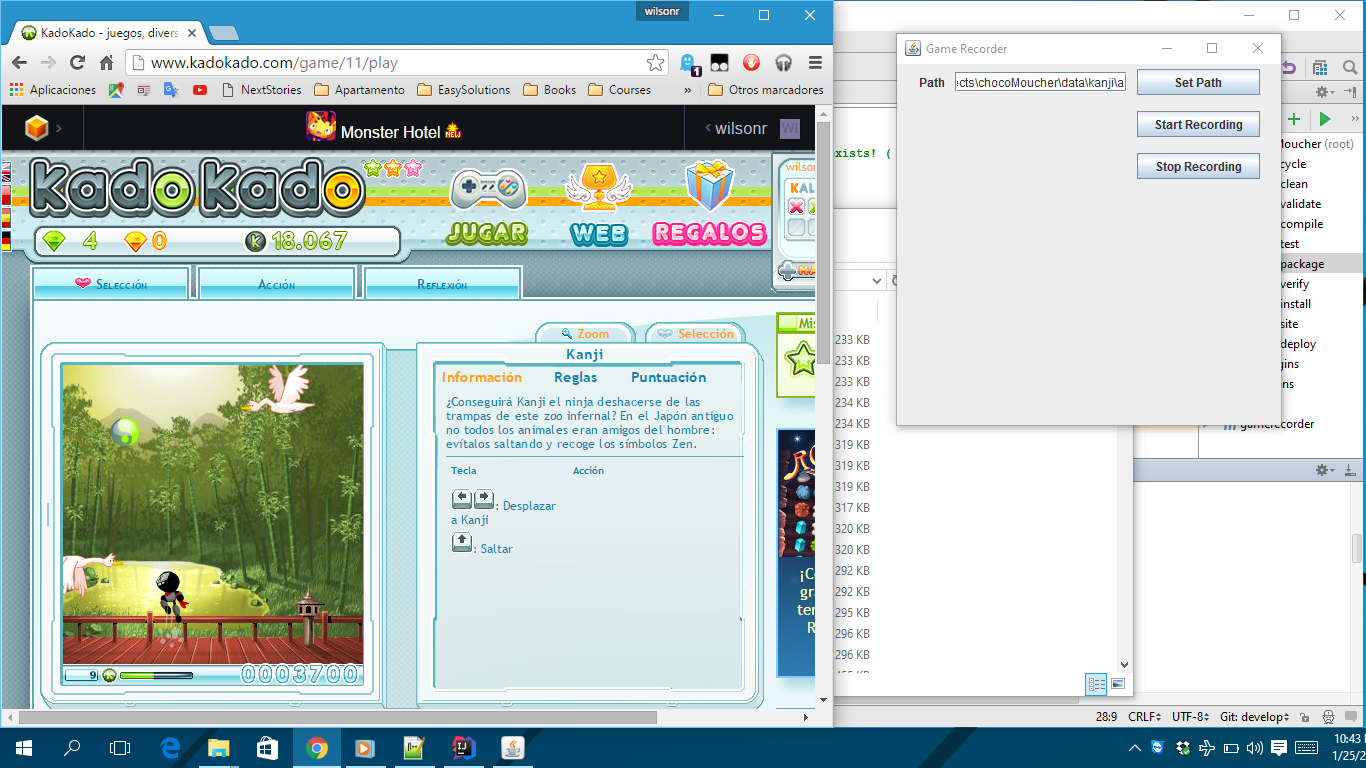 wilsonr
KadoKado - juegos, divers
www.kadokado.com/game/11/play
1
Aplicaciones
NextStories
Apartamento
EasySolutions
Books
Courses
»
Otros marcadores
Monster Hotel NEW
wilsonr
WI
KadoKado
4
0
K
18.067
JUGAR
WEB
REGALOS
Selección
Acción
Reflexión
Zoom
Selección
Kanji
Información
Reglas
Puntuación
¿Conseguirá Kanji el ninja deshacerse de las
trampas de este zoo infernal? En el Japón antiguo
no todos los animales eran amigos del hombre:
evítalos saltando y recoge los símbolos Zen.
Tecla
Acción
: Desplazar
a Kanji
: Saltar
9
0003700
Game Recorder
Path
cts\chocoMoucher\data\kanji\a
Set Path
Start Recording
Stop Recording
xists! (
Moucher (root)
cycle
clean
validate
compile
test
package
verify
install
site
deploy
gins
ns
gamerecorder
233 KB
233 KB
233 KB
234 KB
234 KB
319 KB
319 KB
319 KB
317 KB
320 KB
320 KB
292 KB
292 KB
295 KB
296 KB
296 KB
28:9
CRLF
UTF-8
Git: develop
10:43
1/25/2